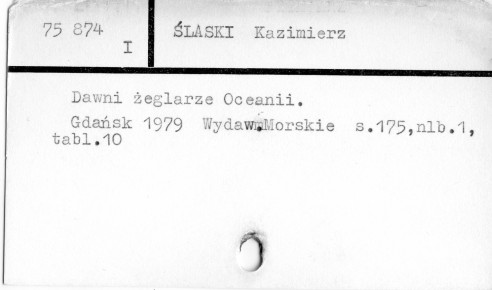 75 874
I
ŚLASKI Kazimierz
Dawni żeglarze Oceanii.
Gdańsk 1979 Wydaw.Morskie s.175,nlb.1,
tabl.10